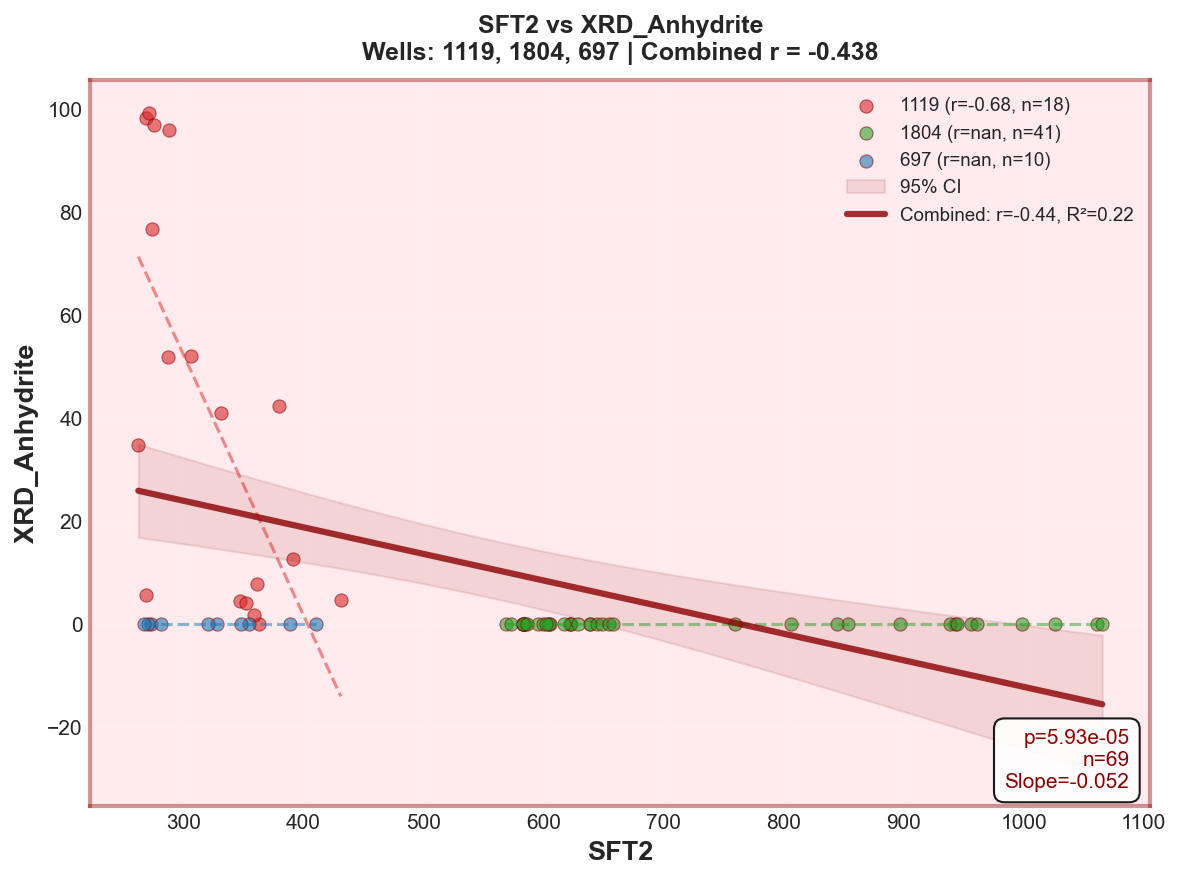 SFT2 vs XRD_Anhydrite
Wells: 1119, 1804, 697 | Combined r = -0.438
1119 (r=-0.68, n=18)
1804 (r=nan, n=41)
697 (r=nan, n=10)
95% CI
Combined: r=-0.44, R²=0.22
XRD_Anhydrite
100
80
60
40
20
0
−20
p=5.93e-05
n=69
Slope=-0.052
300 400 500 600 700 800 900 1000 1100
SFT2